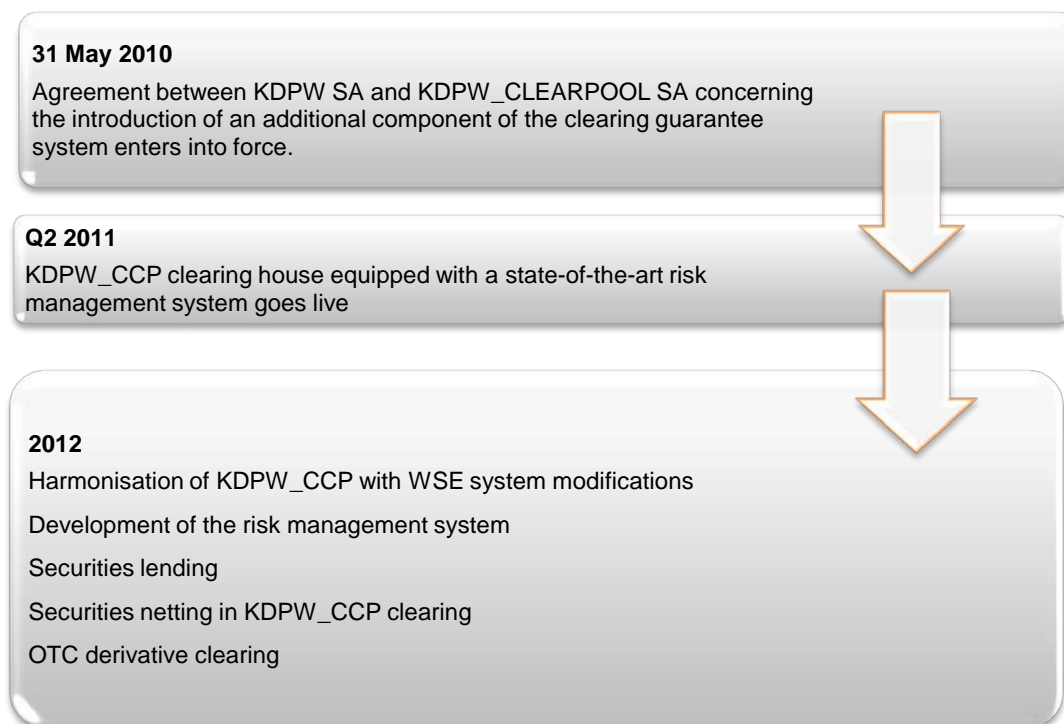 31 May 2010
Agreement between KDPW SA and KDPW_CLEARPOOL SA concerning
the introduction of an additional component of the clearing guarantee
system enters into force.
Q2 2011
KDPW_CCP clearing house equipped with a state-of-the-art risk
management system goes live
2012
Harmonisation of KDPW_CCP with WSE system modifications
Development of the risk management system
Securities lending
Securities netting in KDPW_CCP clearing
OTC derivative clearing